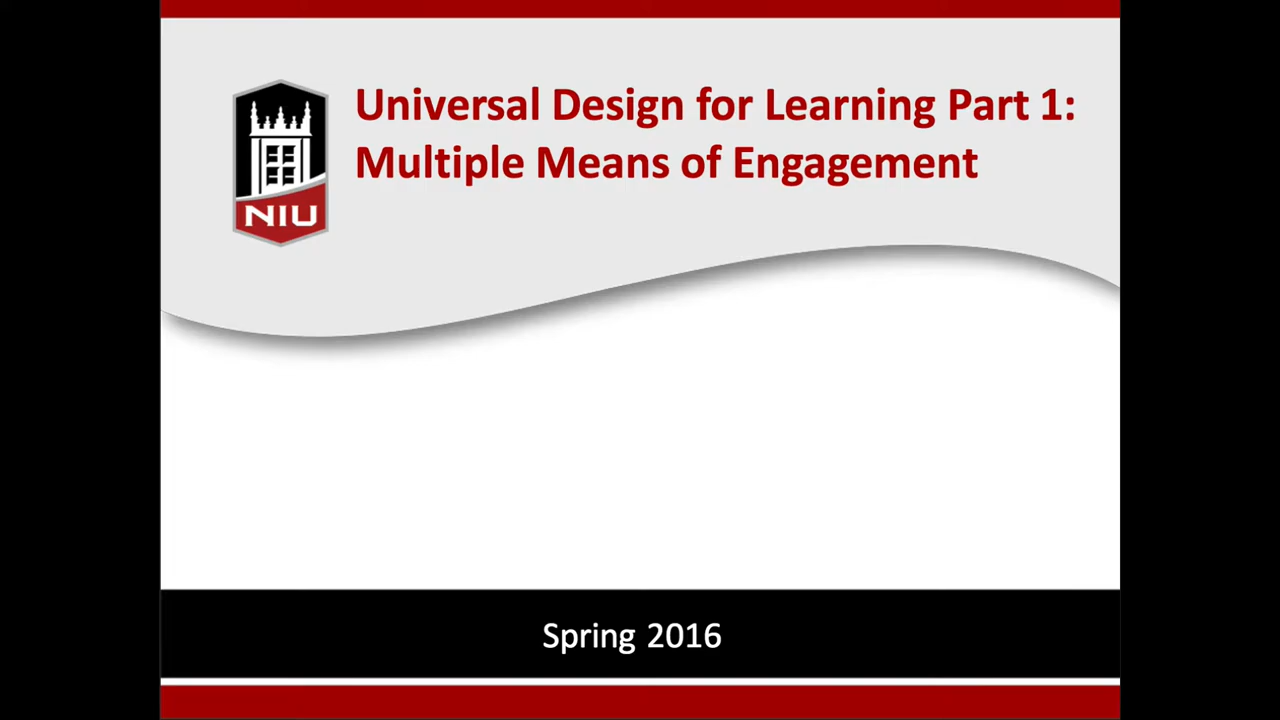 Universal Design for Learning Part 1:
Multiple Means of Engagement
NIU
Spring 2016